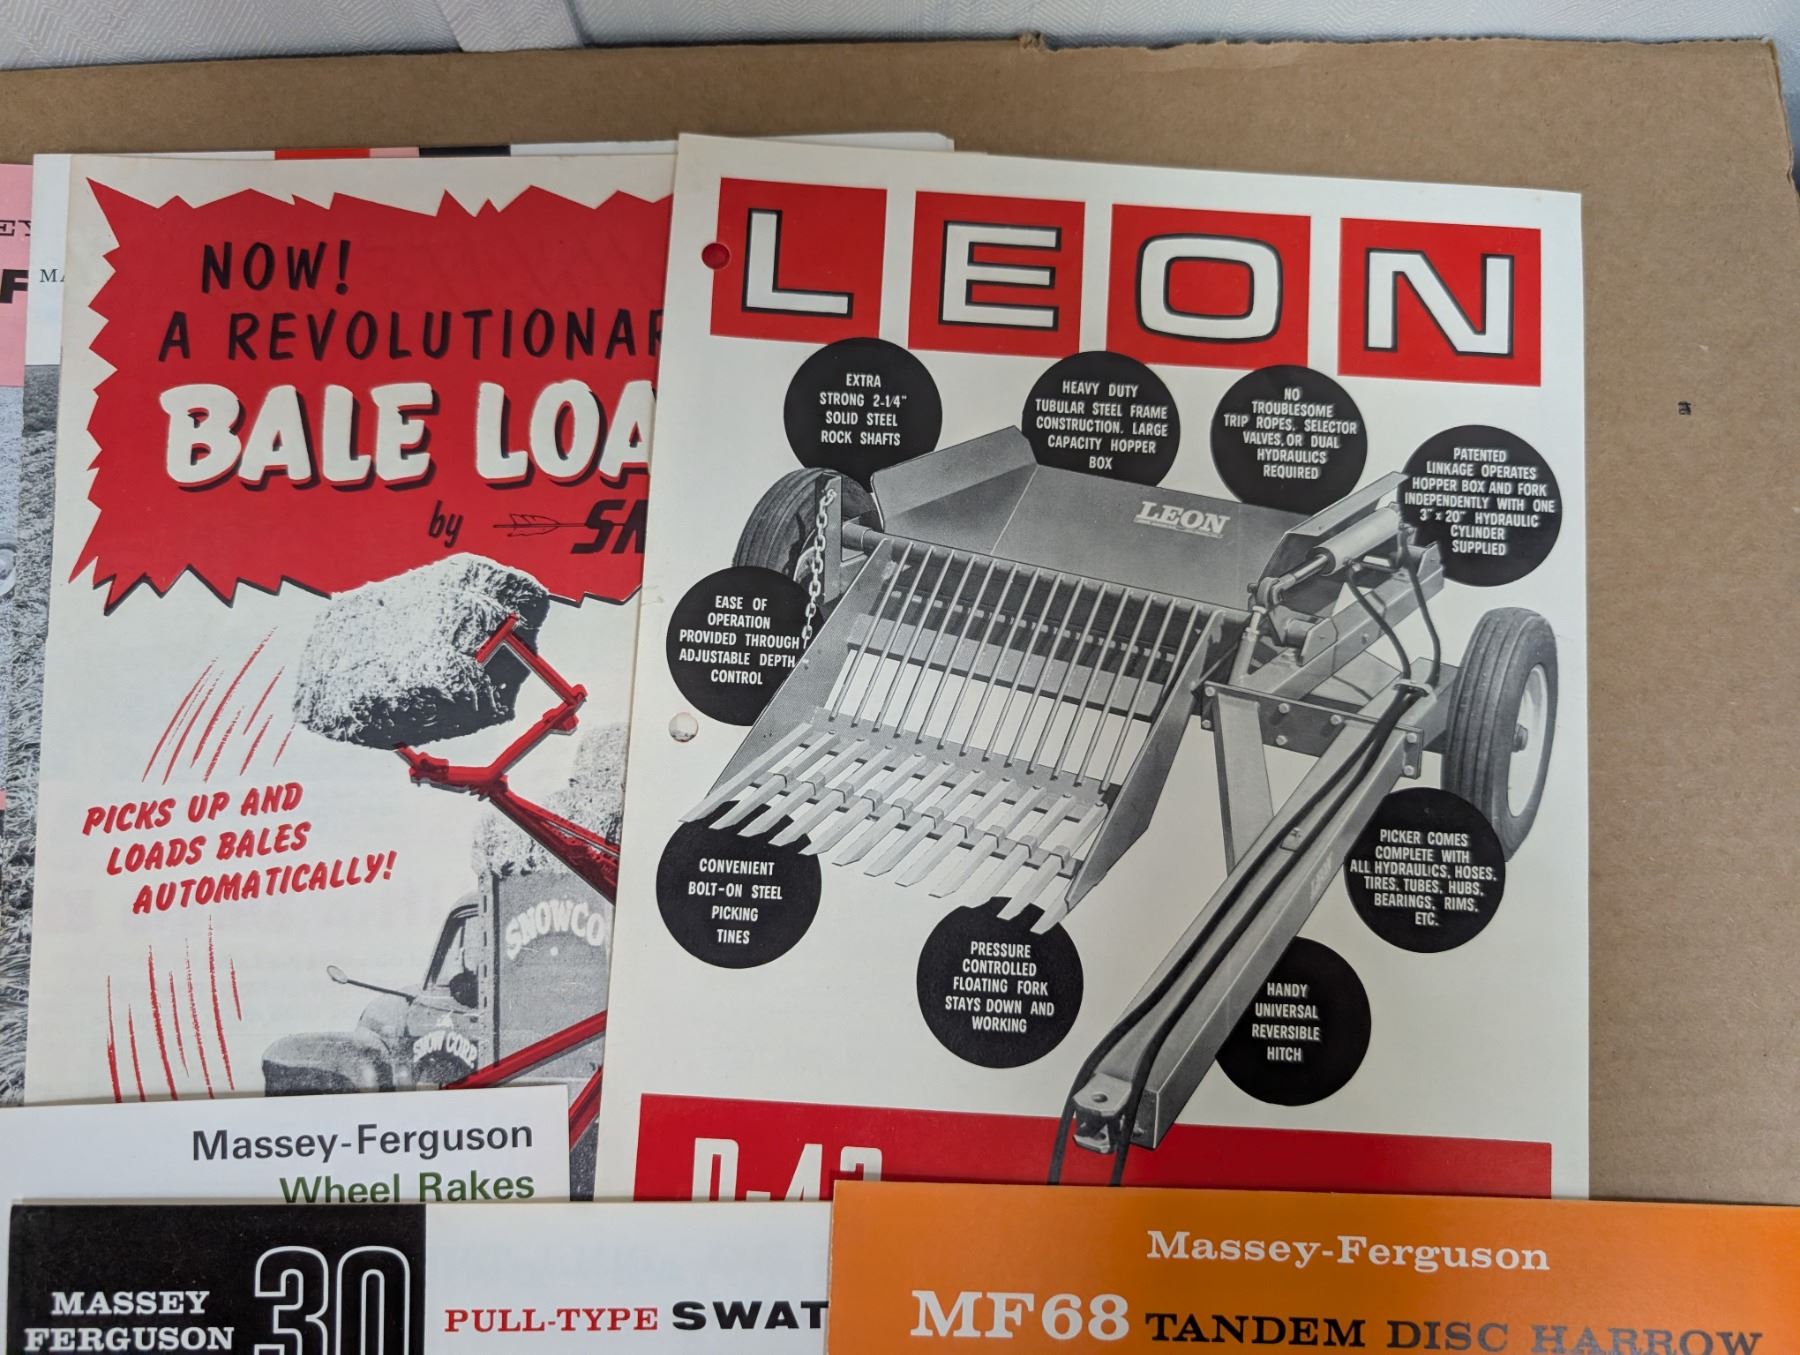 NOW!
A REVOLUTIONAR
BALE LOA
by
PICKS UP AND
LOADS BALES
AUTOMATICALLY!
SNOWCO
SNOW CORP
LEON
EXTRA
STRONG 2-1/4"
SOLID STEEL
ROCK SHAFTS
HEAVY DUTY
TUBULAR STEEL FRAME
CONSTRUCTION. LARGE
CAPACITY HOPPER
BOX
NO
TROUBLESOME
TRIP ROPES, SELECTOR
VALVES, OR DUAL
HYDRAULICS
REQUIRED
PATENTED
LINKAGE OPERATES
HOPPER BOX AND FORK
INDEPENDENTLY WITH ONE
3" x 20" HYDRAULIC
CYLINDER
SUPPLIED
LEON
EASE OF
OPERATION
PROVIDED THROUGH
ADJUSTABLE DEPTH
CONTROL
CONVENIENT
BOLT-ON STEEL
PICKING
TINES
PRESSURE
CONTROLLED
FLOATING FORK
STAYS DOWN AND
WORKING
PICKER COMES
COMPLETE WITH
ALL HYDRAULICS, HOSES,
TIRES, TUBES, HUBS,
BEARINGS, RIMS,
ETC.
HANDY
UNIVERSAL
REVERSIBLE
HITCH
Massey-Ferguson
Wheel Rakes
MASSEY
FERGUSON
30
PULL-TYPE SWAT
Massey-Ferguson
MF68 TANDEM DISC HARROW